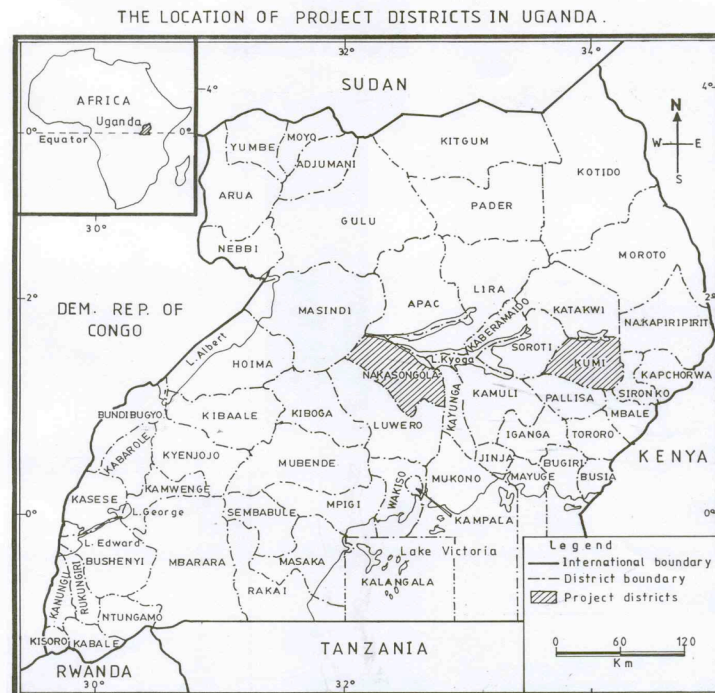 THE LOCATION OF PROJECT DISTRICTS IN UGANDA.
32
34
4°
4°
SUDAN
AFRICA
Uganda
0°
0°
Equator
30°
N
W
E
S
YUMBE
MOYO
ADJUMANI
KITGUM
KOTIDO
ARUA
PADER
GULU
NEBBI
MOROTO
2°
2°
DEM. REP. OF
CONGO
MASINDI
APAC
LIRA
KABERAMAIDO
KATAKWI
NAKAPIRIPIRIT
L.Albert
HOIMA
NAKASONGOLA
L.Kyoga
SOROTI
KUMI
KAPCHORWA
SIRONKO
BUNDIBUGYO
KIBAALE
KIBOGA
LUWERO
KAYUNGA
KAMULI
PALLISA
MBALE
KABAROLE
KYENJOJO
MUBENDE
IGANGA
TORORO
KENYA
JINJA
BUGIRI
KASESE
KAMWENGE
WAKISO
MUKONO
MAYUGE
BUSIA
L.George
SEMBABULE
MPIGI
KAMPALA
0°
0°
L.Edward
BUSHENYI
MBARARA
MASAKA
Lake Victoria
KALANGALA
KANUNGU
RUKUNGIRI
RAKAI
NTUNGAMO
KISORO
KABALE
Legend
International boundary
District boundary
Project districts
0
60
120
Km
RWANDA
TANZANIA
30
32